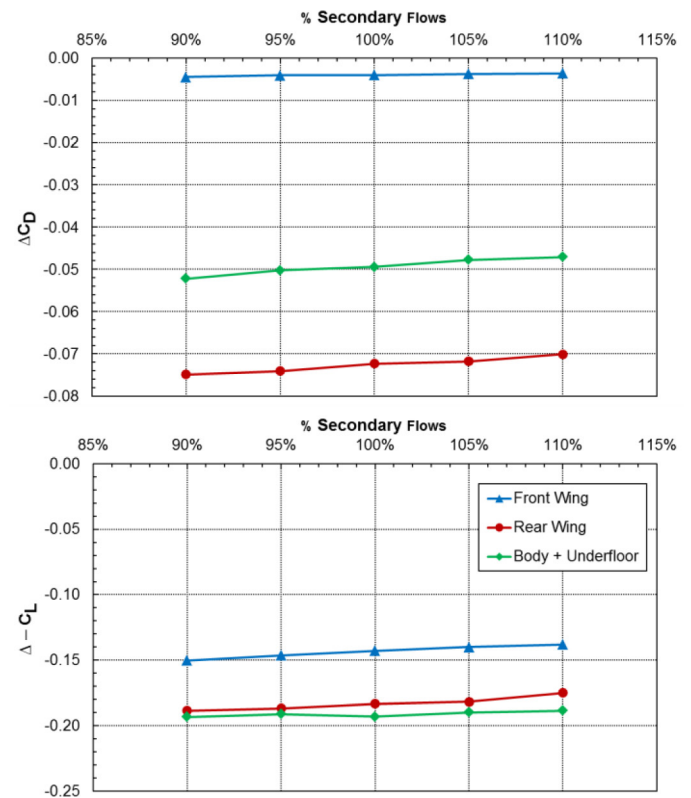 % Secondary Flows
85% 90% 95% 100% 105% 110% 115%
0.00
-0.01
-0.02
-0.03
-0.04
-0.05
-0.06
-0.07
-0.08
ΔCD
% Secondary Flows
85% 90% 95% 100% 105% 110% 115%
0.00
-0.05
-0.10
-0.15
-0.20
-0.25
Δ – CL
Front Wing
Rear Wing
Body + Underfloor